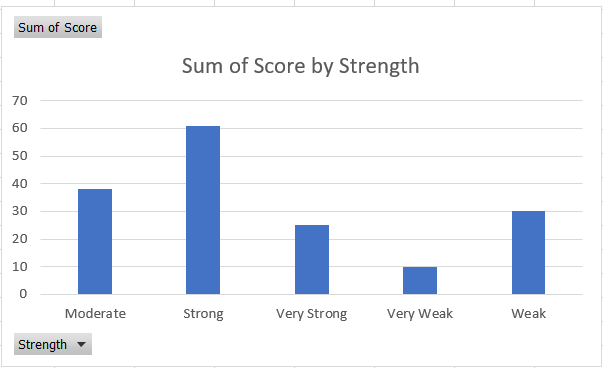 Sum of Score
Sum of Score by Strength
70
60
50
40
30
20
10
0
Moderate Strong Very Strong Very Weak Weak
Strength